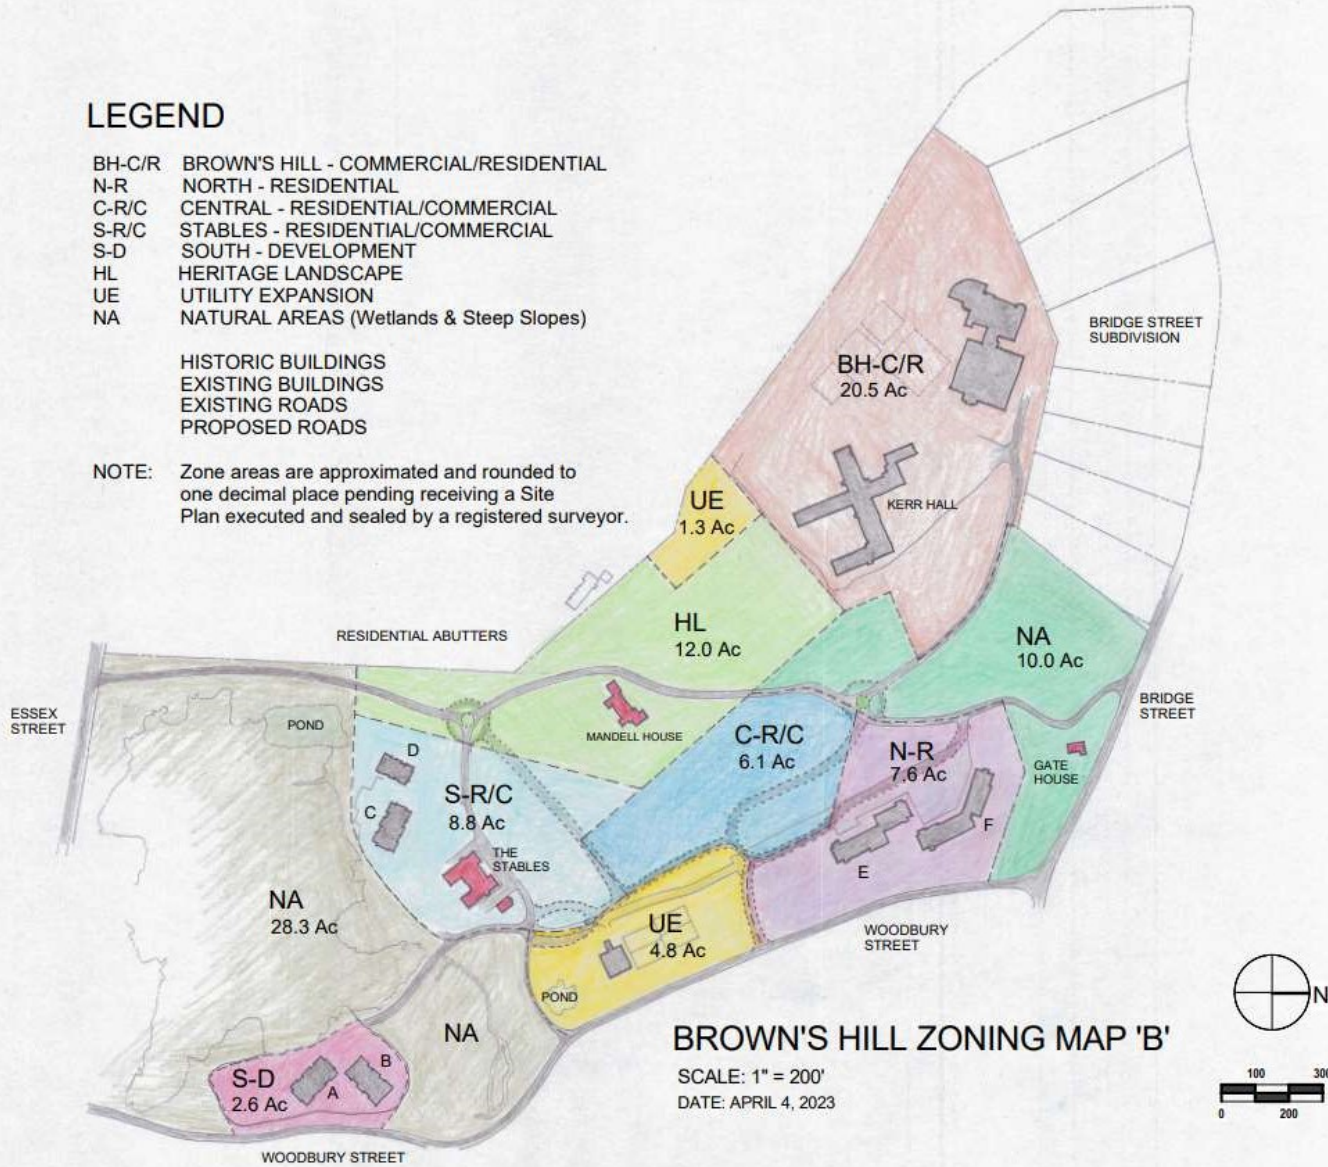 LEGEND
BH-C/R BROWN'S HILL - COMMERCIAL/RESIDENTIAL
N-R NORTH - RESIDENTIAL
C-R/C CENTRAL - RESIDENTIAL/COMMERCIAL
S-R/C STABLES - RESIDENTIAL/COMMERCIAL
S-D SOUTH - DEVELOPMENT
HL HERITAGE LANDSCAPE
UE UTILITY EXPANSION
NA NATURAL AREAS (Wetlands & Steep Slopes)
HISTORIC BUILDINGS
EXISTING BUILDINGS
EXISTING ROADS
PROPOSED ROADS
NOTE: Zone areas are approximated and rounded to
one decimal place pending receiving a Site
Plan executed and sealed by a registered surveyor.
BRIDGE STREET
SUBDIVISION
BH-C/R
20.5 Ac
KERR HALL
UE
1.3 Ac
HL
12.0 Ac
RESIDENTIAL ABUTTERS
NA
10.0 Ac
ESSEX
STREET
POND
MANDELL HOUSE
BRIDGE
STREET
C-R/C
6.1 Ac
N-R
7.6 Ac
GATE
HOUSE
D
S-R/C
8.8 Ac
C
F
THE
STABLES
E
NA
28.3 Ac
UE
4.8 Ac
WOODBURY
STREET
POND
N
NA
BROWN'S HILL ZONING MAP 'B'
SCALE: 1" = 200'
DATE: APRIL 4, 2023
S-D
2.6 Ac
A
B
100 300
0 200
WOODBURY STREET